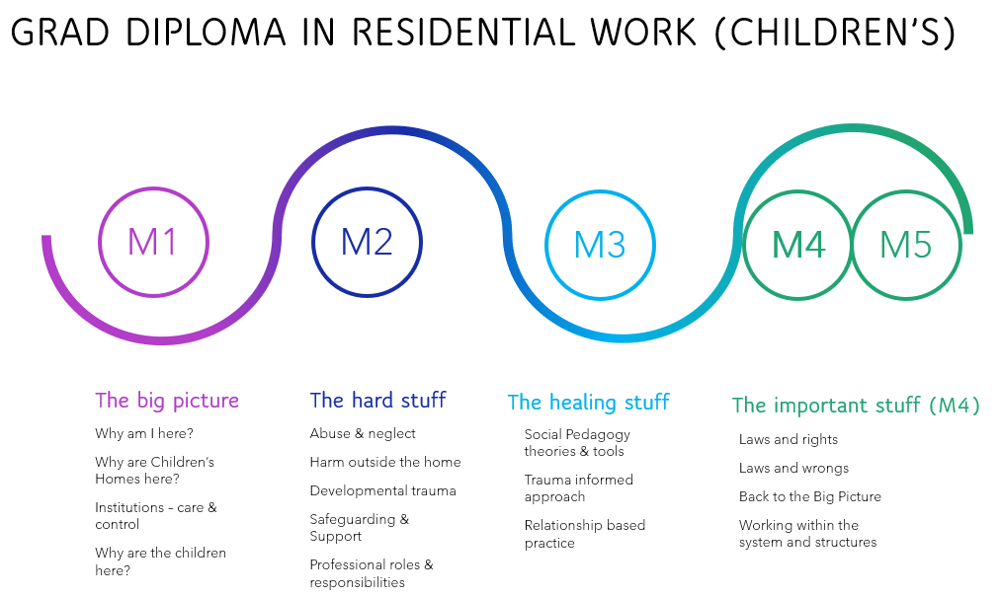 GRAD DIPLOMA IN RESIDENTIAL WORK (CHILDREN’S)
M1
M2
M3
M4
M5
The big picture
Why am I here?
Why are Children’s
Homes here?
Institutions – care &
control
Why are the children
here?
The hard stuff
Abuse & neglect
Harm outside the home
Developmental trauma
Safeguarding &
Support
Professional roles &
responsibilities
The healing stuff
Social Pedagogy
theories & tools
Trauma informed
approach
Relationship based
practice
The important stuff (M4)
Laws and rights
Laws and wrongs
Back to the Big Picture
Working within the
system and structures